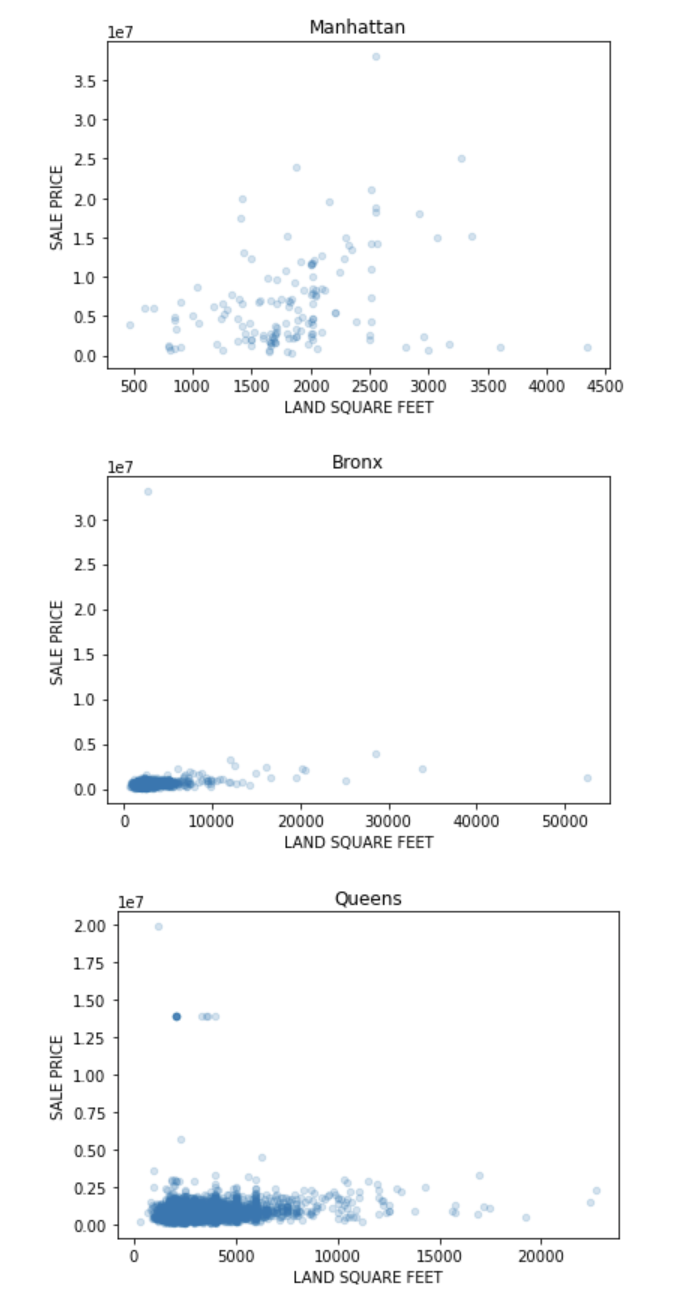 Manhattan
1e7
3.5
3.0
2.5
2.0
1.5
1.0
0.5
0.0
SALE PRICE
500 1000 1500 2000 2500 3000 3500 4000 4500
LAND SQUARE FEET
Bronx
1e7
3.0
2.5
2.0
1.5
1.0
0.5
0.0
SALE PRICE
0 10000 20000 30000 40000 50000
LAND SQUARE FEET
Queens
1e7
2.00
1.75
1.50
1.25
1.00
0.75
0.50
0.25
0.00
SALE PRICE
0 5000 10000 15000 20000
LAND SQUARE FEET